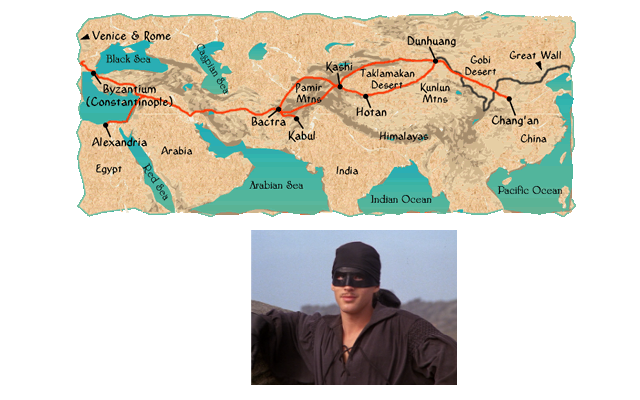 Venice & Rome
Black Sea
Caspian Sea
Byzantium
(Constantinople)
Alexandria
Egypt
Red Sea
Arabia
Arabian Sea
Bactra
Kabul
Pamir
Mtns
Kashi
Taklamakan
Desert
Hotan
Dunhuang
Kunlun
Mtns
Gobi
Desert
Great Wall
Chang'an
China
Himalayas
India
Indian Ocean
Pacific Ocean